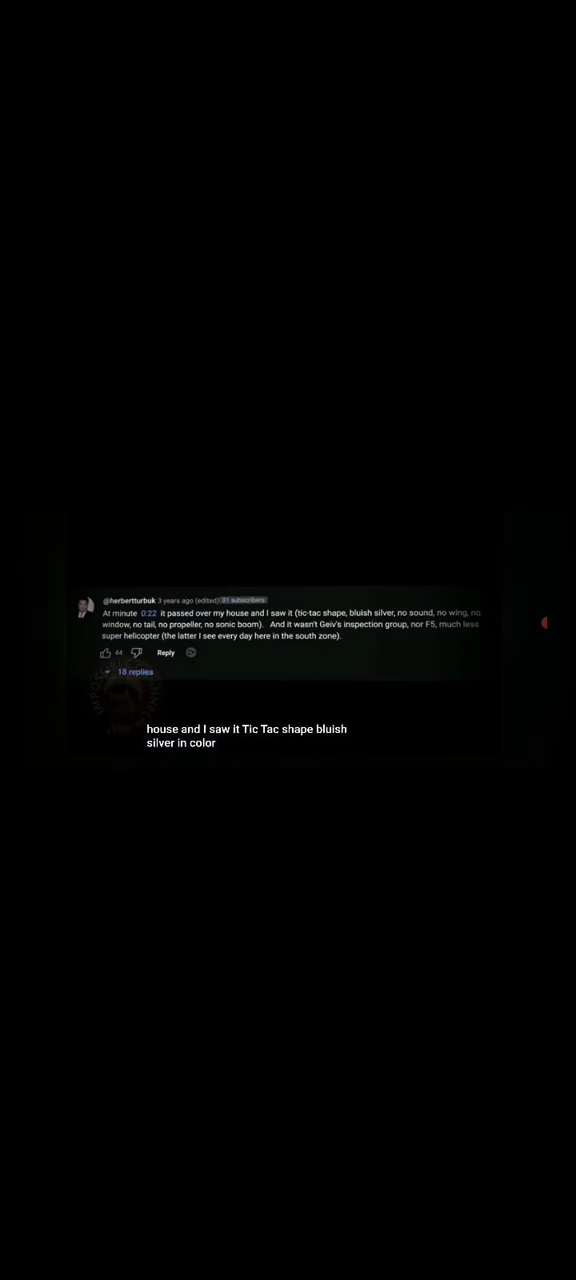 @herbertturbuk 3 years ago (edited) 21 subscribers
At minute 0:22 it passed over my house and I saw it (tic-tac shape, bluish silver, no sound, no wing, no
window, no tail, no propeller, no sonic boom). And it wasn't Geiv's inspection group, nor F5, much less
super helicopter (the latter I see every day here in the south zone).
44 Reply
18 replies
house and I saw it Tic Tac shape bluish
silver in color